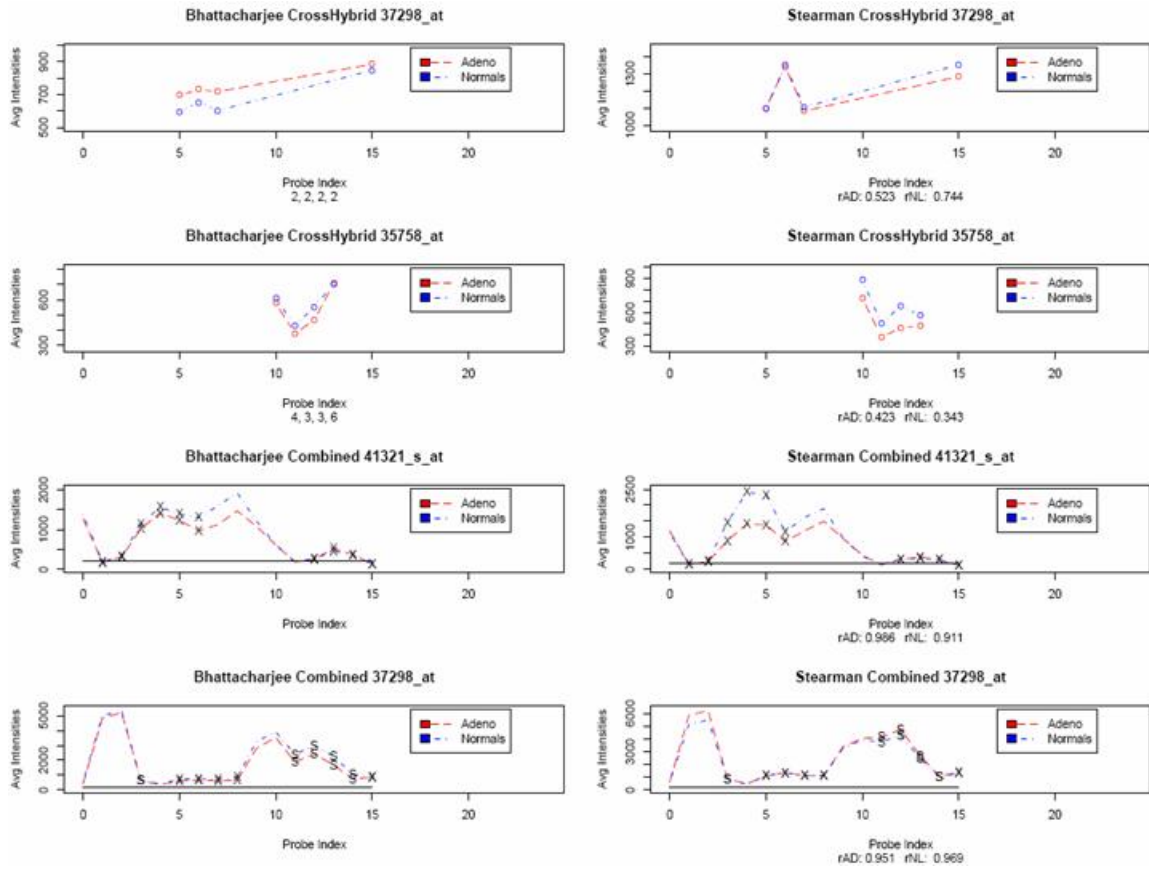 Bhattacharjee CrossHybrid 37298_at
Avg Intensities
500 700 900
Adeno
Normals
0 5 10 15 20
Probe Index
2, 2, 2, 2
Stearman CrossHybrid 37298_at
Avg Intensities
1000 1300
Adeno
Normals
0 5 10 15 20
Probe Index
rAD: 0.523 rNL: 0.744
Bhattacharjee CrossHybrid 35758_at
Avg Intensities
300 600
Adeno
Normals
0 5 10 15 20
Probe Index
4, 3, 3, 6
Stearman CrossHybrid 35758_at
Avg Intensities
300 600 900
Adeno
Normals
0 5 10 15 20
Probe Index
rAD: 0.423 rNL: 0.343
Bhattacharjee Combined 41321_s_at
Avg Intensities
0 1000 2000
Adeno
Normals
0 5 10 15 20
Probe Index
Stearman Combined 41321_s_at
Avg Intensities
0 1000 2500
Adeno
Normals
0 5 10 15 20
Probe Index
rAD: 0.986 rNL: 0.911
Bhattacharjee Combined 37298_at
Avg Intensities
0 2000 5000
Adeno
Normals
0 5 10 15 20
Probe Index
Stearman Combined 37298_at
Avg Intensities
0 3000 6000
Adeno
Normals
0 5 10 15 20
Probe Index
rAD: 0.951 rNL: 0.969